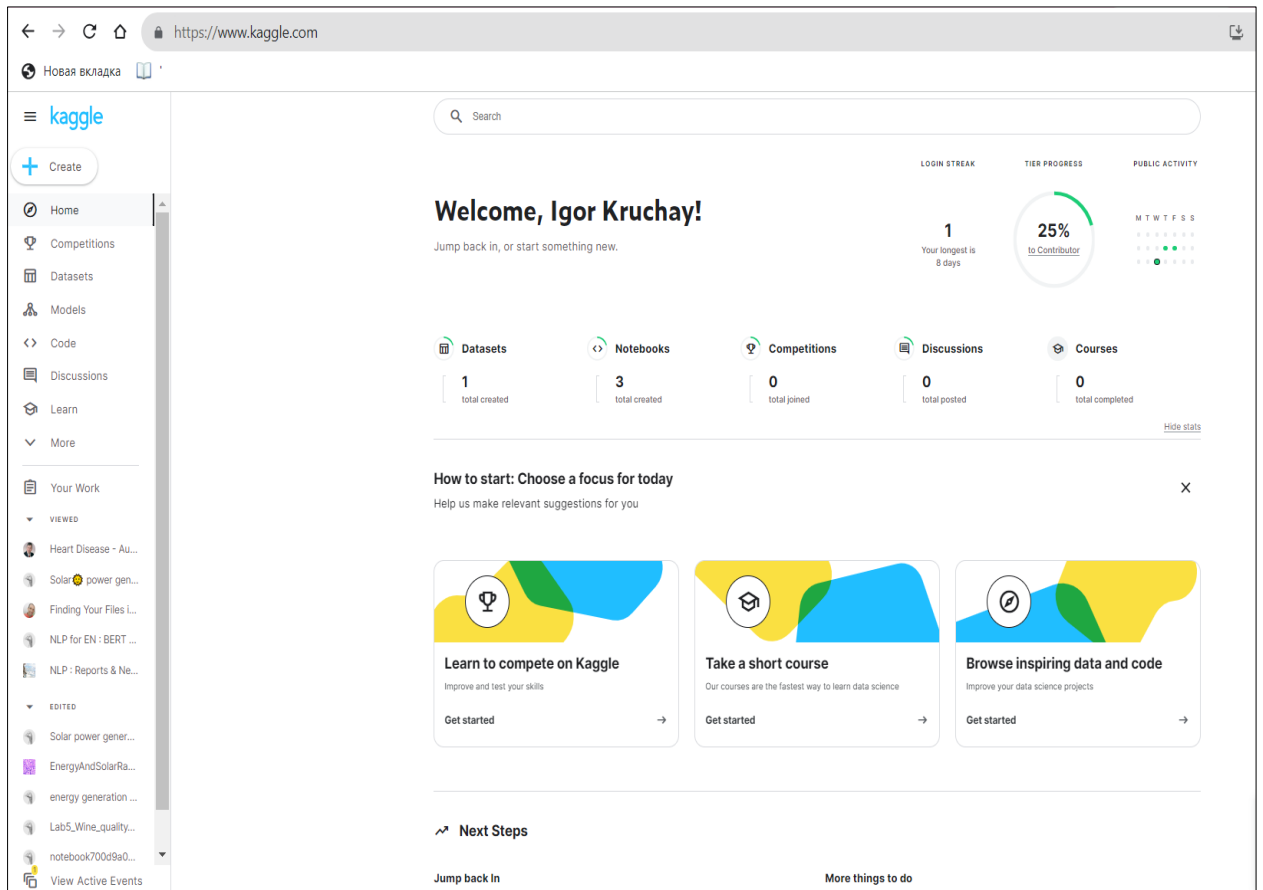 https://www.kaggle.com
Новая вкладка
kaggle
Search
Create
Home
Competitions
Datasets
Models
Code
Discussions
Learn
More
Your Work
VIEWED
Heart Disease - Au...
Solar🌞 power gen...
Finding Your Files i...
NLP for EN : BERT ...
NLP : Reports & Ne...
EDITED
Solar power gener...
EnergyAndSolarRa...
energy generation ...
Lab5_Wine_quality...
notebook700d9a0...
1
View Active Events
LOGIN STREAK TIER PROGRESS PUBLIC ACTIVITY
Welcome, Igor Kruchay!
Jump back in, or start something new.
1
Your longest is
8 days
25%
to Contributor
M T W T F S S
Datasets
1
total created
Notebooks
3
total created
Competitions
0
total joined
Discussions
0
total posted
Courses
0
total completed
Hide stats
How to start: Choose a focus for today
Help us make relevant suggestions for you
Learn to compete on Kaggle
Improve and test your skills
Get started
Take a short course
Our courses are the fastest way to learn data science
Get started
Browse inspiring data and code
Improve your data science projects
Get started
Next Steps
Jump back In
More things to do